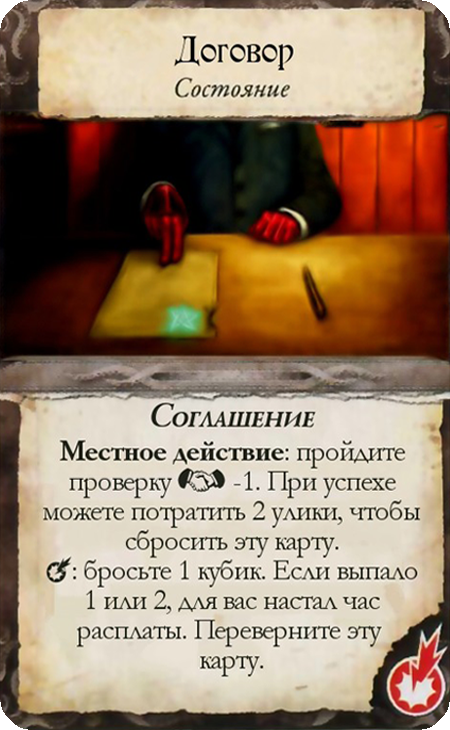 Договор
Состояние
Соглашение
Местное действие: пройдите
проверку -1. При успехе
можете потратить 2 улики, чтобы
сбросить эту карту.
: бросьте 1 кубик. Если выпало
1 или 2, для вас настал час
расплаты. Переверните эту
карту.